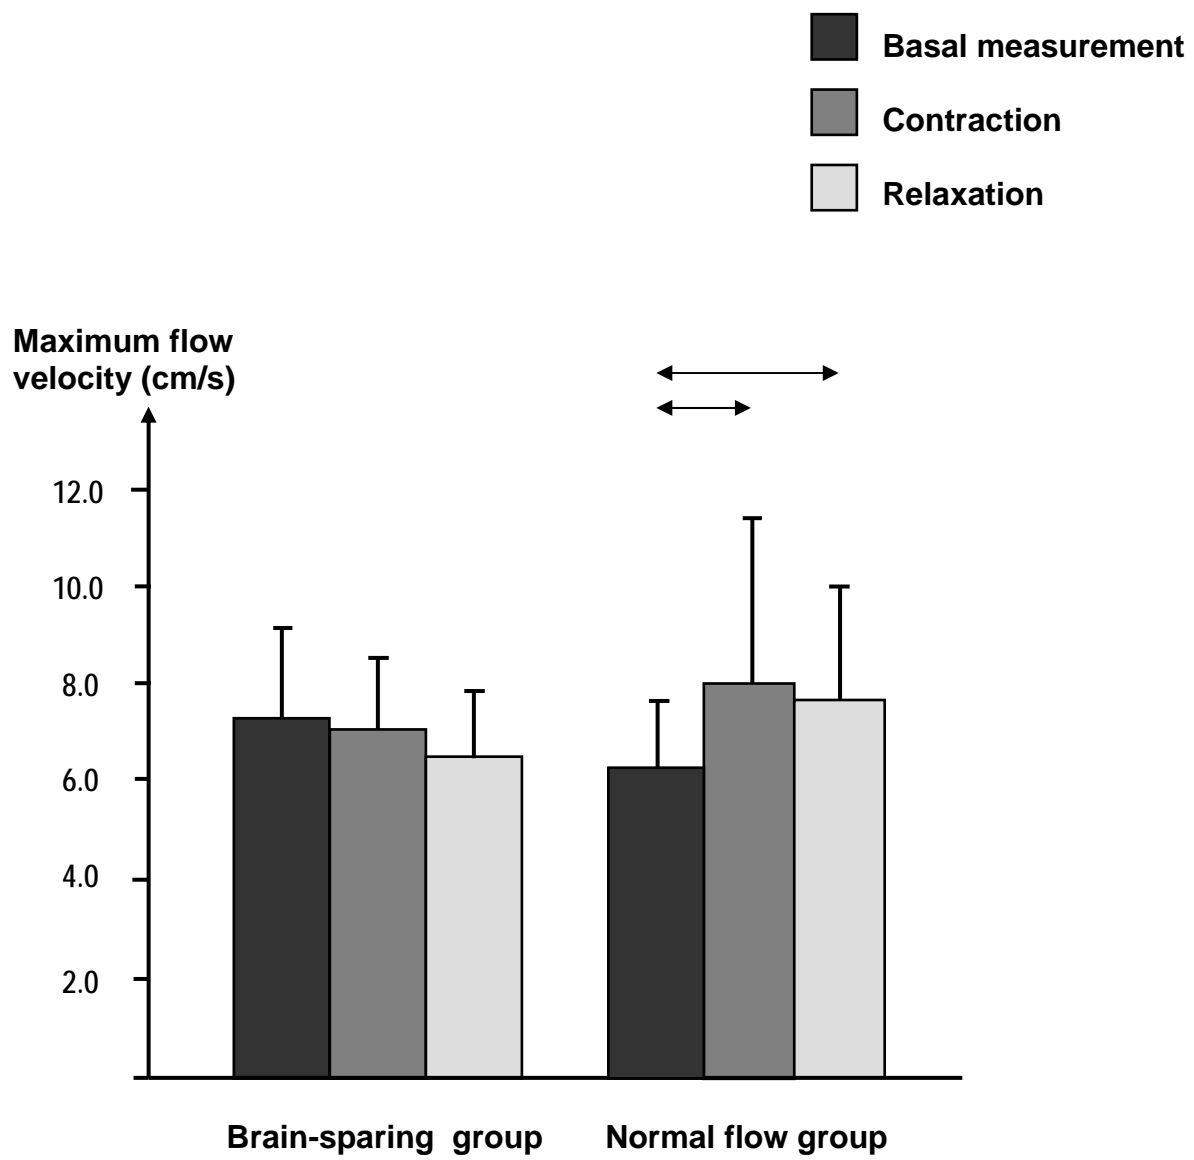 Basal measurement
Contraction
Relaxation
Maximum flow
velocity (cm/s)
12.0
10.0
8.0
6.0
4.0
2.0
Brain-sparing group
Normal flow group